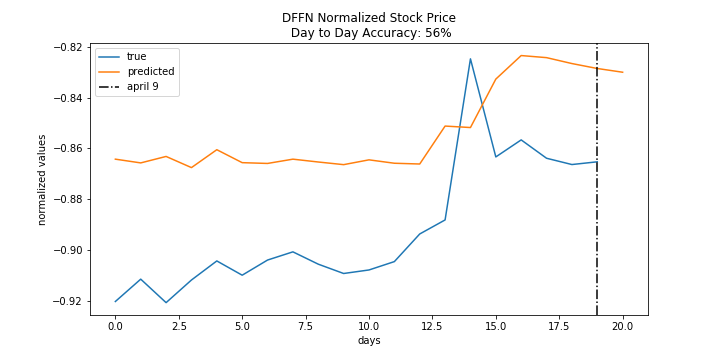 DFFN Normalized Stock Price
Day to Day Accuracy: 56%
true
predicted
april 9
normalized values
−0.82
−0.84
−0.86
−0.88
−0.90
−0.92
0.0 2.5 5.0 7.5 10.0 12.5 15.0 17.5 20.0
days